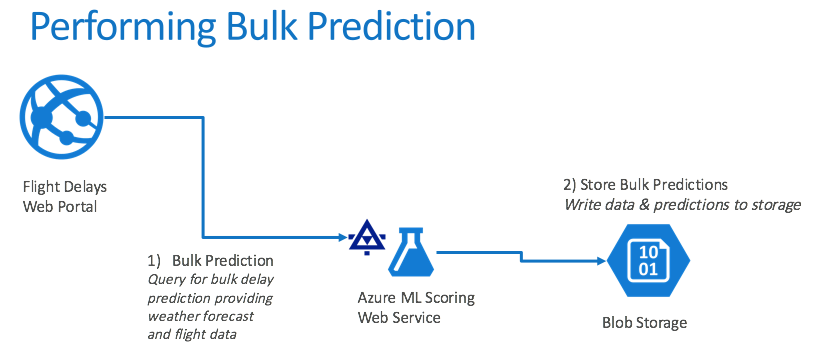 Performing Bulk Prediction
Flight Delays
Web Portal
1) Bulk Prediction
Query for bulk delay
prediction providing
weather forecast
and flight data
Azure ML Scoring
Web Service
2) Store Bulk Predictions
Write data & predictions to storage
10
01
Blob Storage